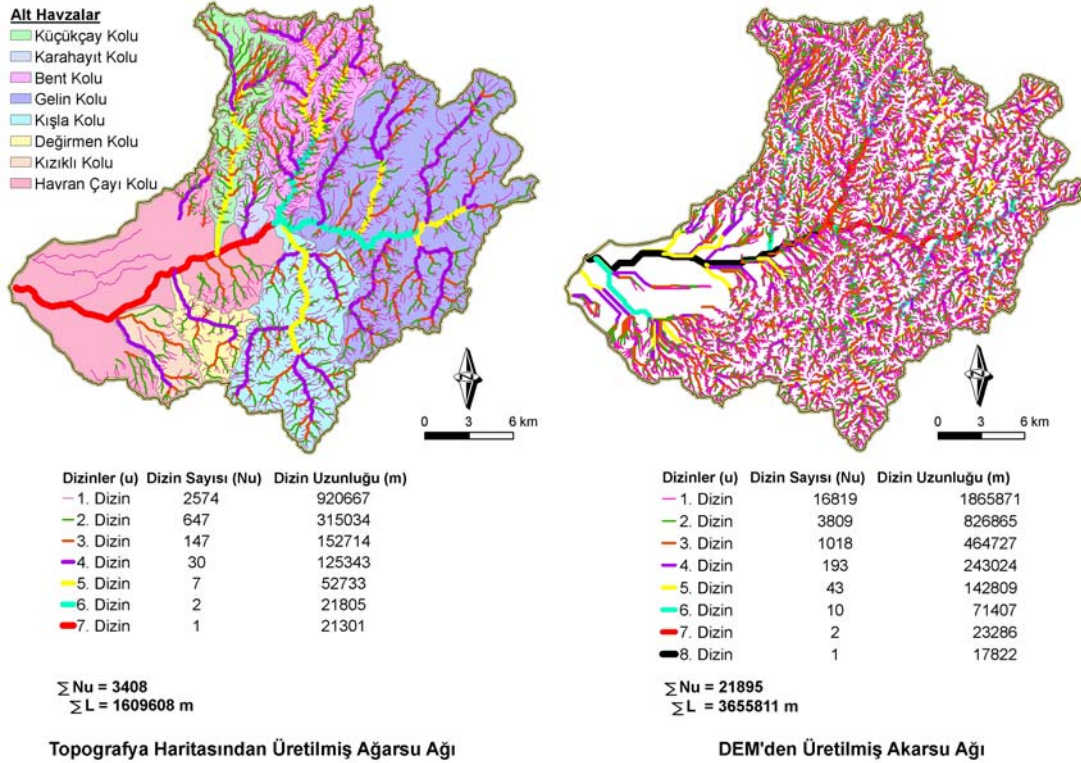 Alt Havzalar
Küçükçay Kolu
Karahayıt Kolu
Bent Kolu
Gelin Kolu
Kışla Kolu
Değirmen Kolu
Kızıklı Kolu
Havran Çayı Kolu
N
0 3 6 km
Dizinler (u) Dizin Sayısı (Nu) Dizin Uzunluğu (m)
1. Dizin 2574 920667
2. Dizin 647 315034
3. Dizin 147 152714
4. Dizin 30 125343
5. Dizin 7 52733
6. Dizin 2 21805
7. Dizin 1 21301
∑ Nu = 3408
∑ L = 1609608 m
Topografya Haritasından Üretilmiş Ağarsu Ağı
N
0 3 6 km
Dizinler (u) Dizin Sayısı (Nu) Dizin Uzunluğu (m)
1. Dizin 16819 1865871
2. Dizin 3809 826865
3. Dizin 1018 464727
4. Dizin 193 243024
5. Dizin 43 142809
6. Dizin 10 71407
7. Dizin 2 23286
8. Dizin 1 17822
∑ Nu = 21895
∑ L = 3655811 m
DEM'den Üretilmiş Akarsu Ağı